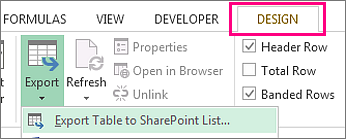 FORMULAS VIEW DEVELOPER DESIGN
Properties
Open in Browser
Unlink
Export
Refresh
Header Row
Total Row
Banded Rows
Export Table to SharePoint List...